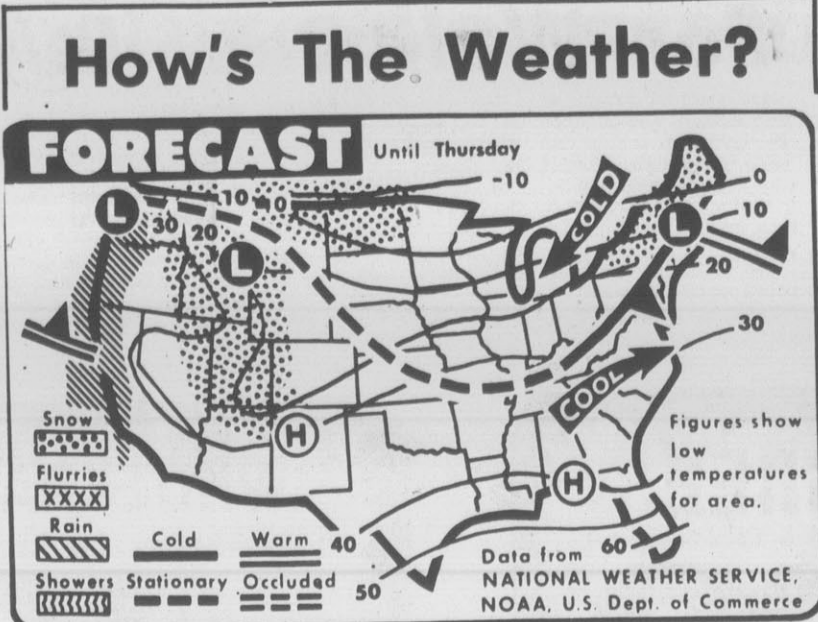 How's The Weather?
FORECAST
Until Thursday
-10
0
10
20
30
COLD
L
10
-10
30
20
L
L
COOL
H
H
Snow
Flurries
XXXX
Rain
Showers
Cold
Warm
Stationary
Occluded
40
50
60
Figures show
low
temperatures
for area.
Data from
NATIONAL WEATHER SERVICE,
NOAA, U.S. Dept. of Commerce